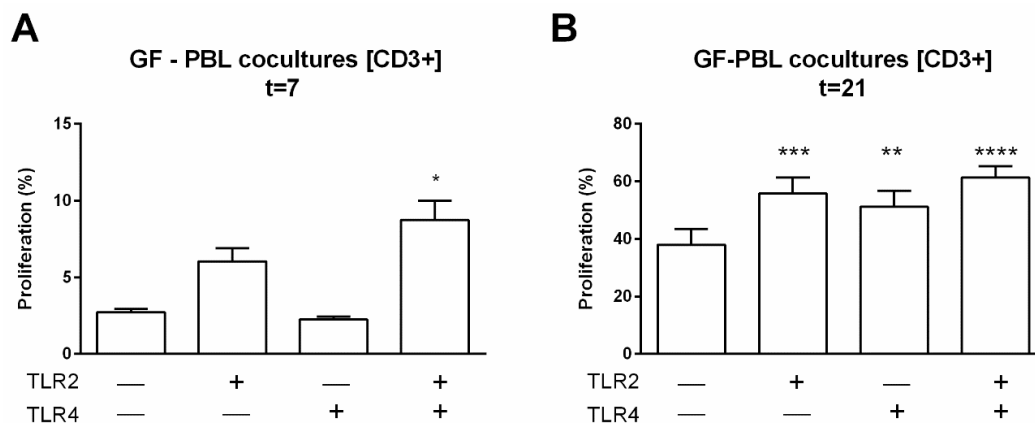 A
GF - PBL cocultures [CD3+]
t=7
Proliferation (%)
15
10
5
0
*
TLR2 — + — +
TLR4 — — + +
B
GF-PBL cocultures [CD3+]
t=21
Proliferation (%)
80
60
40
20
0
*** ** ****
TLR2 — + — +
TLR4 — — + +